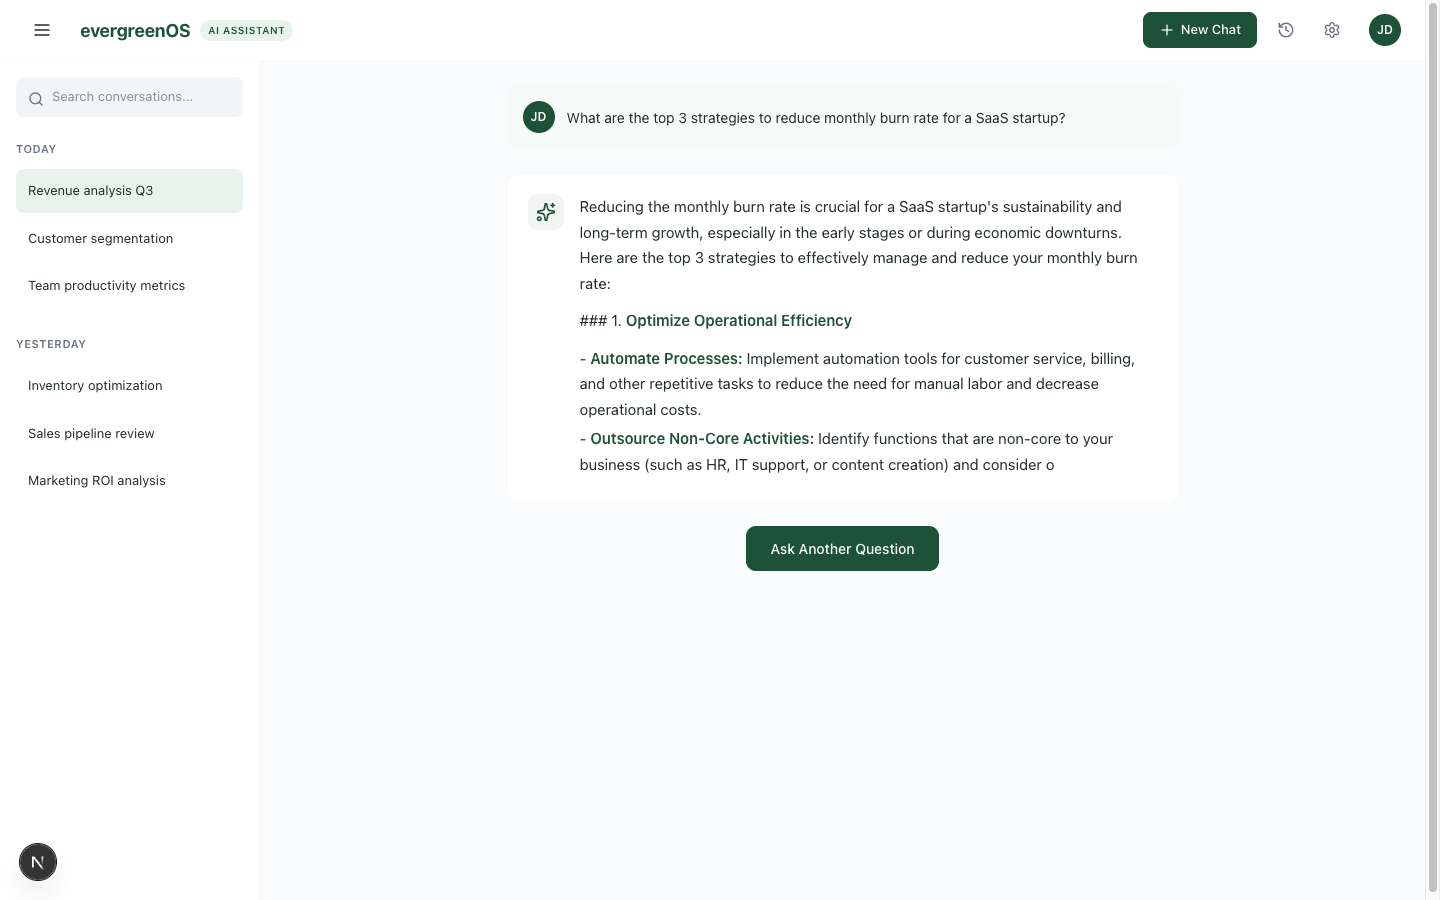 evergreenOS AI ASSISTANT
New Chat
JD
Search conversations...
TODAY
Revenue analysis Q3
Customer segmentation
Team productivity metrics
YESTERDAY
Inventory optimization
Sales pipeline review
Marketing ROI analysis
N
JD
What are the top 3 strategies to reduce monthly burn rate for a SaaS startup?
Reducing the monthly burn rate is crucial for a SaaS startup's sustainability and
long-term growth, especially in the early stages or during economic downturns.
Here are the top 3 strategies to effectively manage and reduce your monthly burn
rate:
### 1. Optimize Operational Efficiency
- Automate Processes: Implement automation tools for customer service, billing,
and other repetitive tasks to reduce the need for manual labor and decrease
operational costs.
- Outsource Non-Core Activities: Identify functions that are non-core to your
business (such as HR, IT support, or content creation) and consider o
Ask Another Question